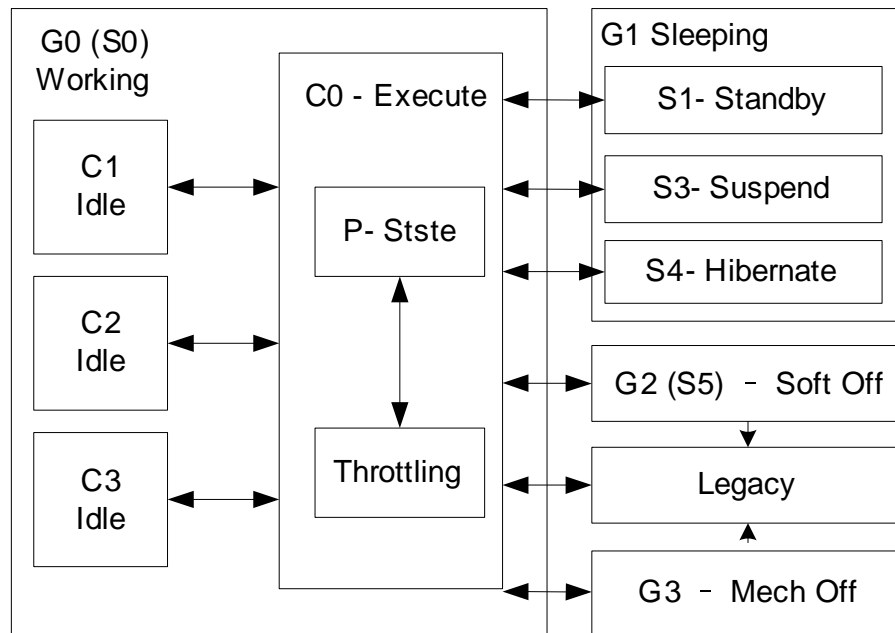 G0 (S0)
Working
C1
Idle
C2
Idle
C3
Idle
C0 - Execute
P- Stste
Throttling
G1 Sleeping
S1- Standby
S3- Suspend
S4- Hibernate
G2 (S5) – Soft Off
Legacy
G3 – Mech Off